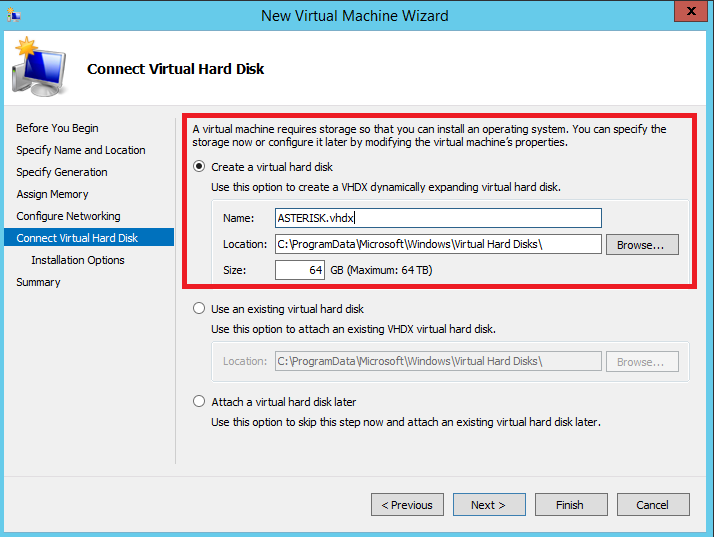 New Virtual Machine Wizard
x
Connect Virtual Hard Disk
Before You Begin
Specify Name and Location
Specify Generation
Assign Memory
Configure Networking
Connect Virtual Hard Disk
Installation Options
Summary
A virtual machine requires storage so that you can install an operating system. You can specify the
storage now or configure it later by modifying the virtual machine's properties.
Create a virtual hard disk
Use this option to create a VHDX dynamically expanding virtual hard disk.
Name: ASTERISK.vhdx
Location: C:\ProgramData\Microsoft\Windows\Virtual Hard Disks\ Browse...
Size: 64 GB (Maximum: 64 TB)
Use an existing virtual hard disk
Use this option to attach an existing VHDX virtual hard disk.
Location: C:\ProgramData\Microsoft\Windows\Virtual Hard Disks\ Browse...
Attach a virtual hard disk later
Use this option to skip this step now and attach an existing virtual hard disk later.
< Previous Next > Finish Cancel